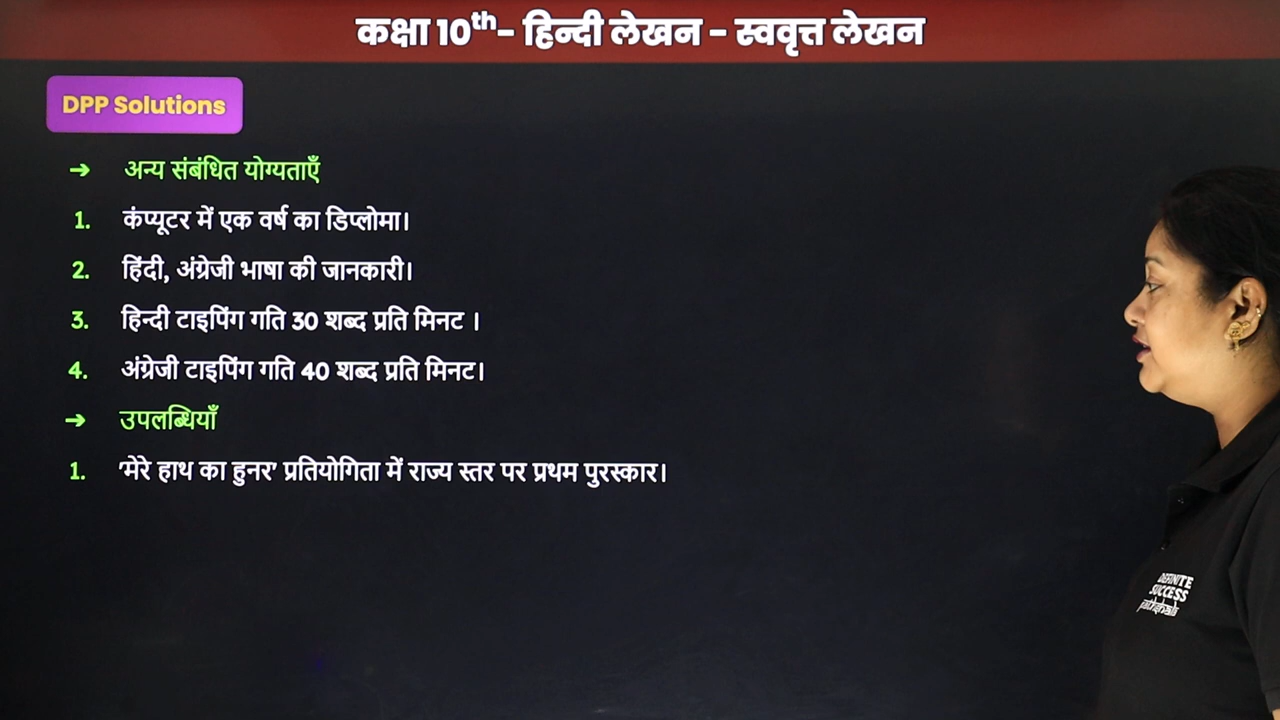 कक्षा 10th- हिन्दी लेखन - स्ववृत्त लेखन
DPP Solutions
→ अन्य संबंधित योग्यताएँ
1. कंप्यूटर में एक वर्ष का डिप्लोमा।
2. हिंदी, अंग्रेजी भाषा की जानकारी।
3. हिन्दी टाइपिंग गति 30 शब्द प्रति मिनट ।
4. अंग्रेजी टाइपिंग गति 40 शब्द प्रति मिनट।
→ उपलब्धियाँ
1. 'मेरे हाथ का हुनर' प्रतियोगिता में राज्य स्तर पर प्रथम पुरस्कार।
DEFINITE
SUCCESS